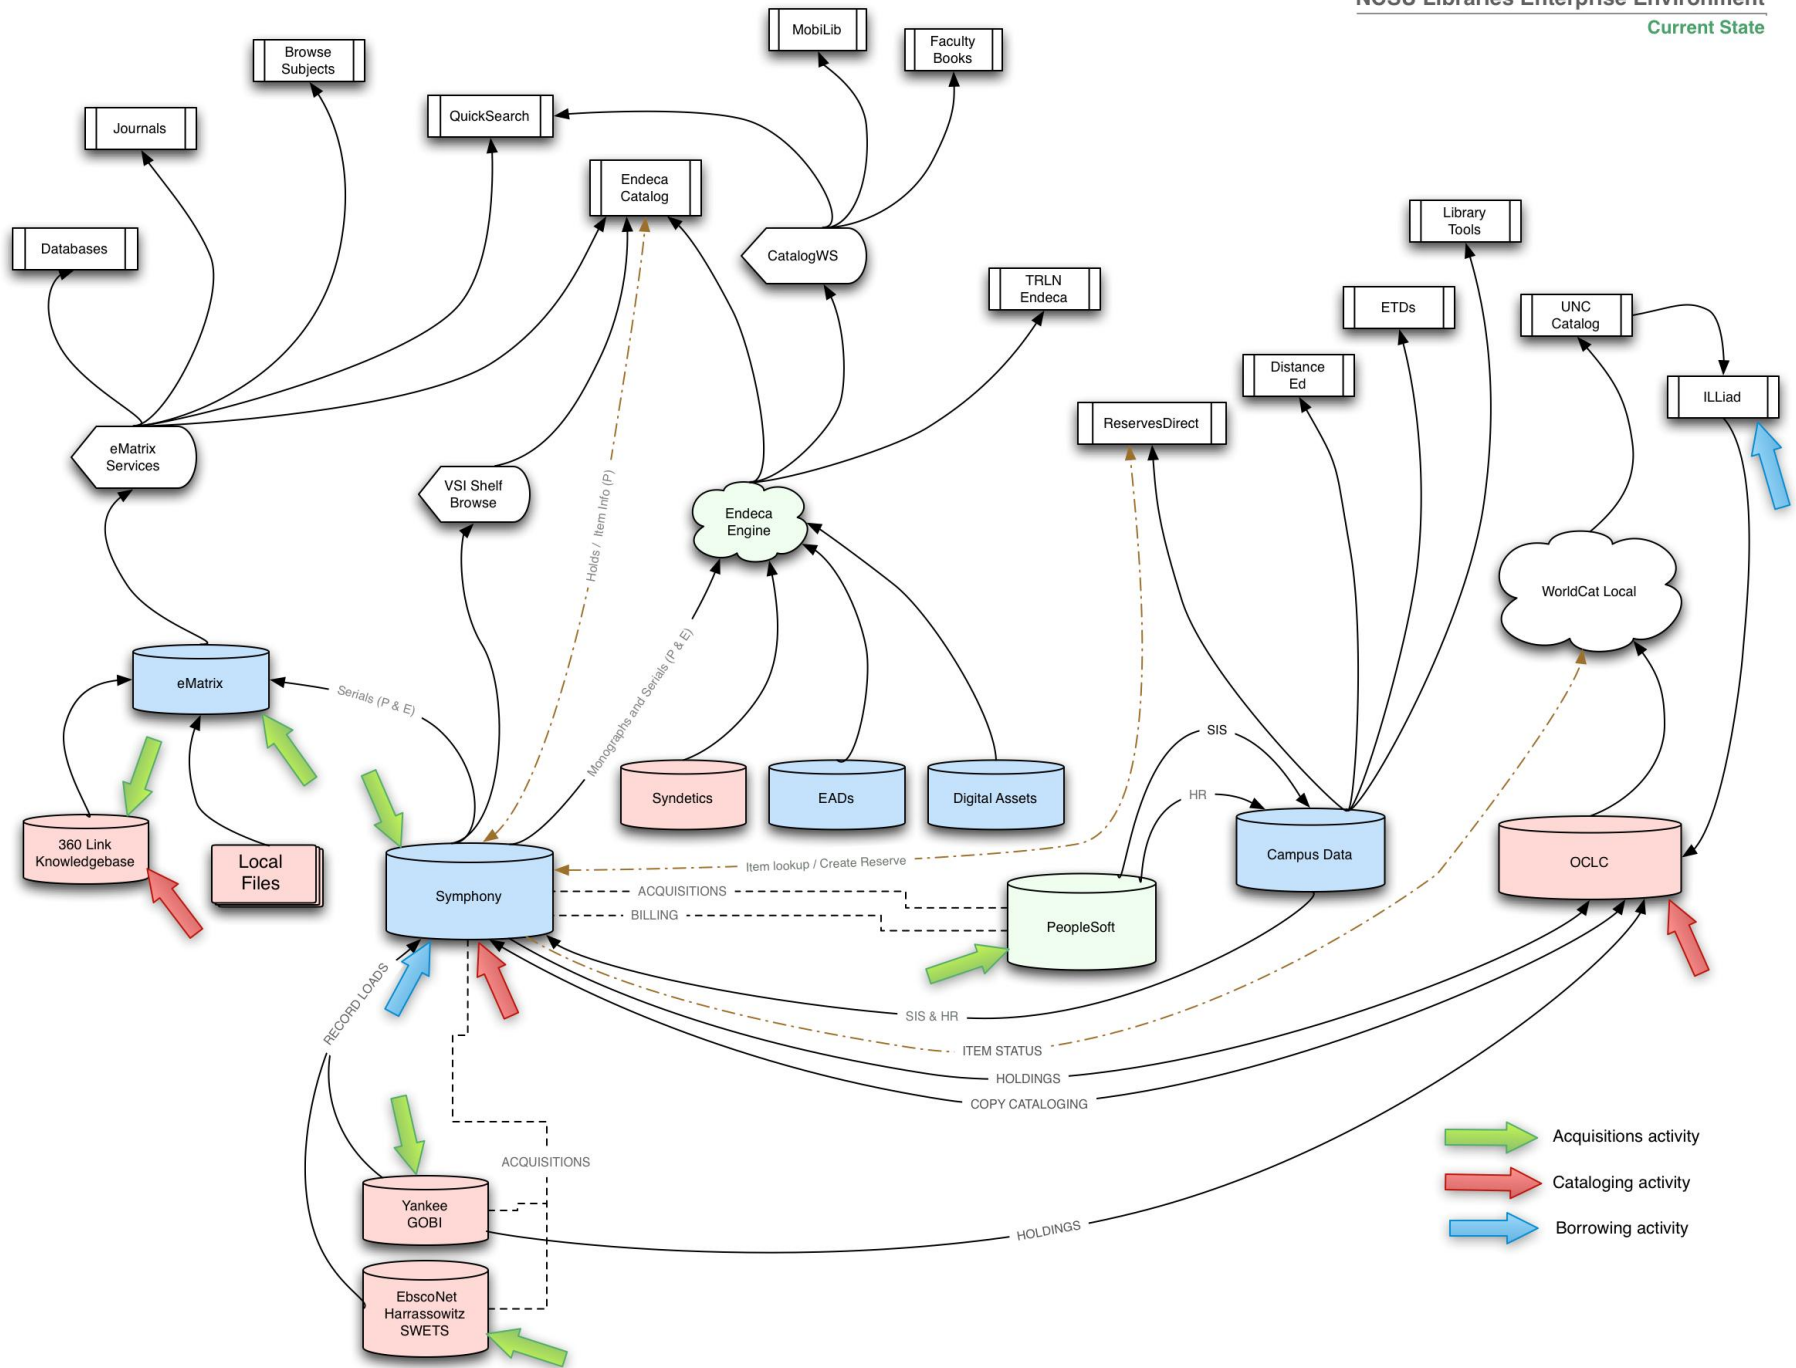 NCSU Libraries Enterprise Environment
Current State
MobiLib
Faculty
Books
Browse
Subjects
Journals
QuickSearch
Endeca
Catalog
Databases
CatalogWS
TRLN
Endeca
Library
Tools
ETDs
UNC
Catalog
Distance
Ed
ILLiad
ReservesDirect
eMatrix
Services
VSI Shelf
Browse
Endeca
Engine
Holds / Item Info (P)
WorldCat Local
Monographs and Serials (P & E)
eMatrix
Serials (P & E)
SIS
HR
Syndetics
EADs
Digital Assets
360 Link
Knowledgebase
Local
Files
Campus Data
OCLC
Item lookup / Create Reserve
Symphony
ACQUISITIONS
BILLING
PeopleSoft
RECORD LOADS
SIS & HR
ITEM STATUS
HOLDINGS
COPY CATALOGING
ACQUISITIONS
Yankee
GOBI
HOLDINGS
EbscoNet
Harrassowitz
SWETS
Acquisitions activity
Cataloging activity
Borrowing activity